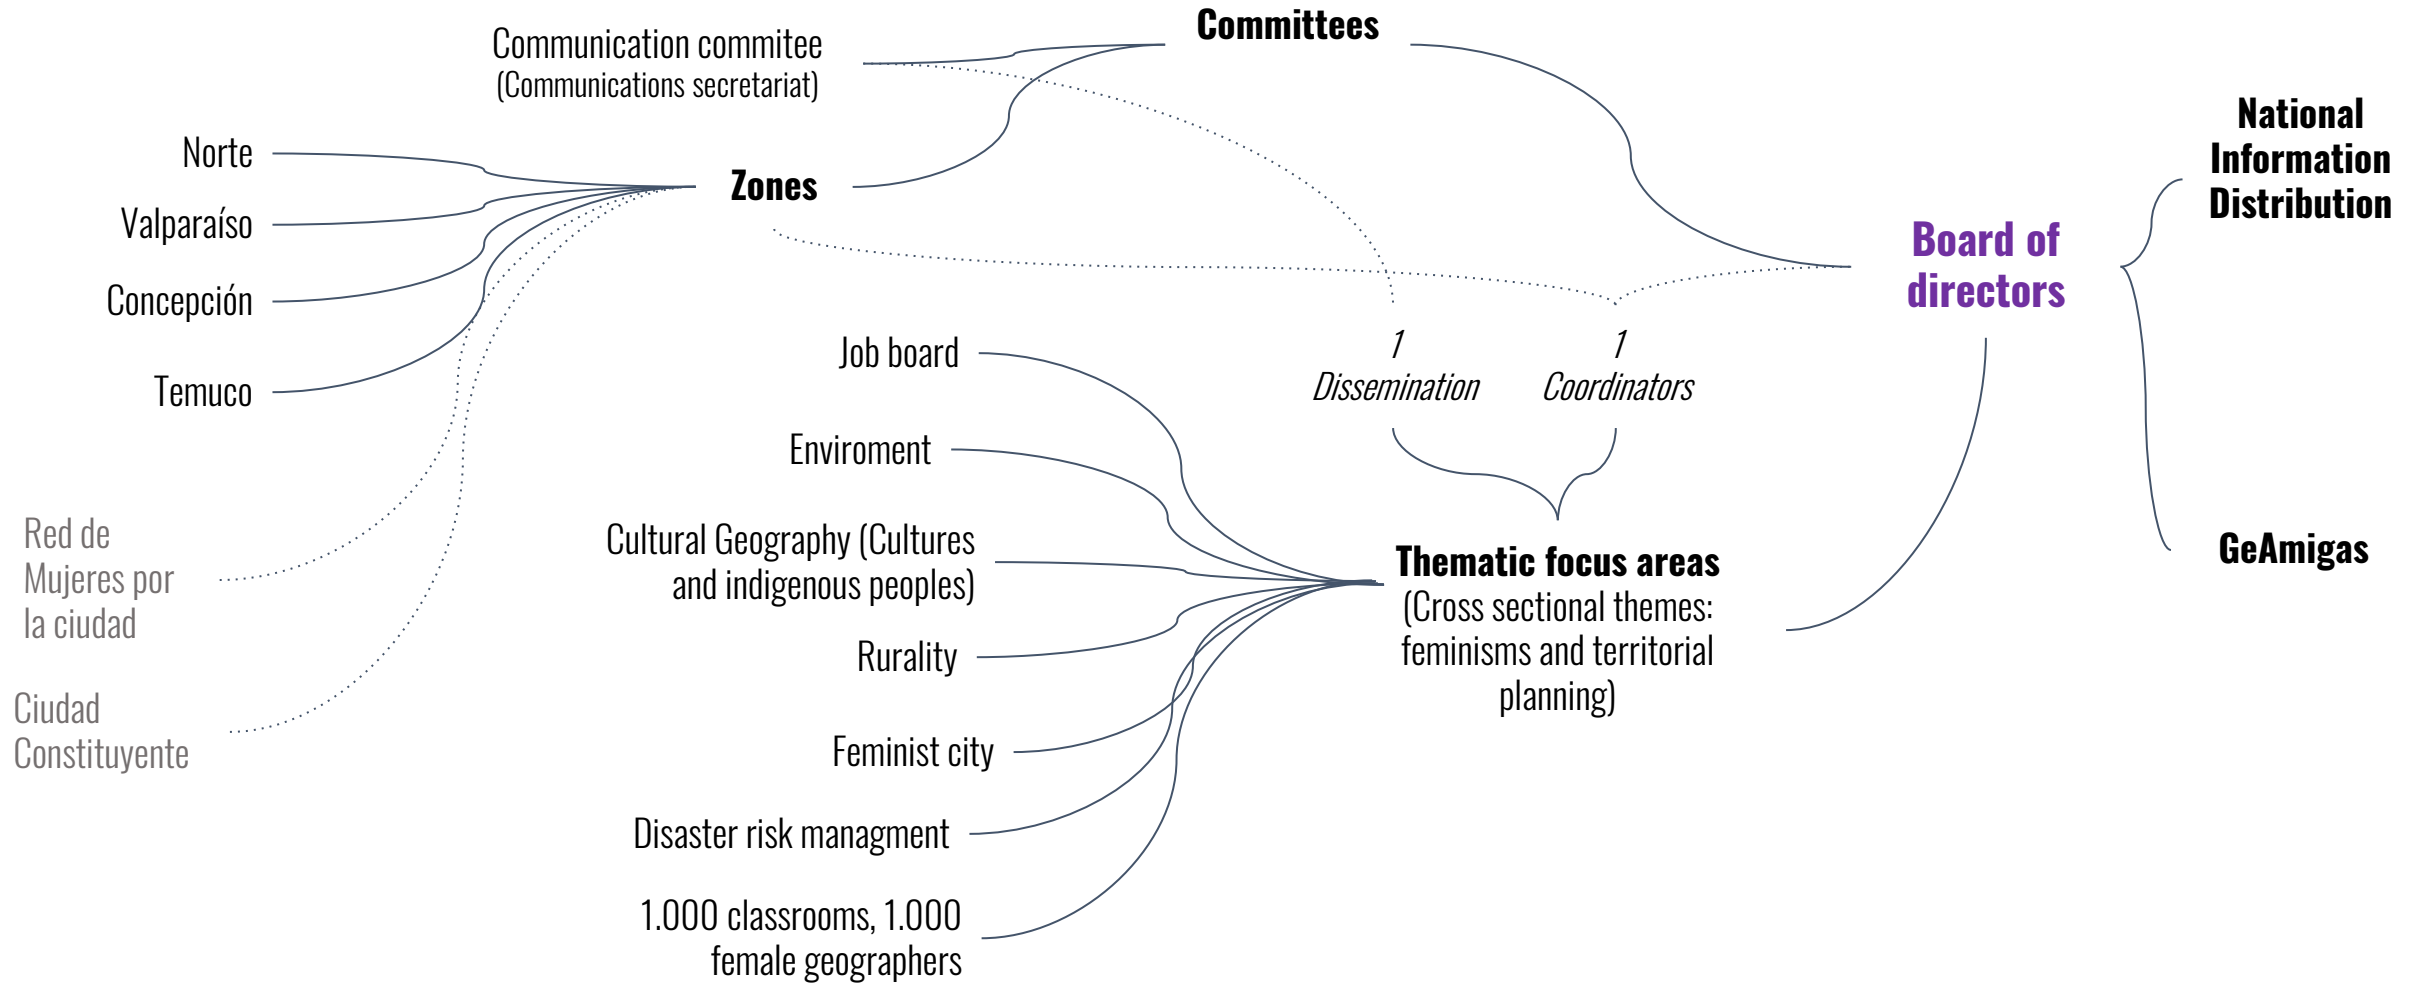 Committees
Communication commitee
(Communications secretariat)
National
Information
Distribution
Norte
Zones
Valparaíso
Board of
directors
Concepción
Temuco
Job board
1
Dissemination
1
Coordinators
Enviroment
Red de
Mujeres por
la ciudad
Cultural Geography (Cultures
and indigenous peoples)
Thematic focus areas
(Cross sectional themes:
feminisms and territorial
planning)
GeAmigas
Rurality
Ciudad
Constituyente
Feminist city
Disaster risk managment
1.000 classrooms, 1.000
female geographers